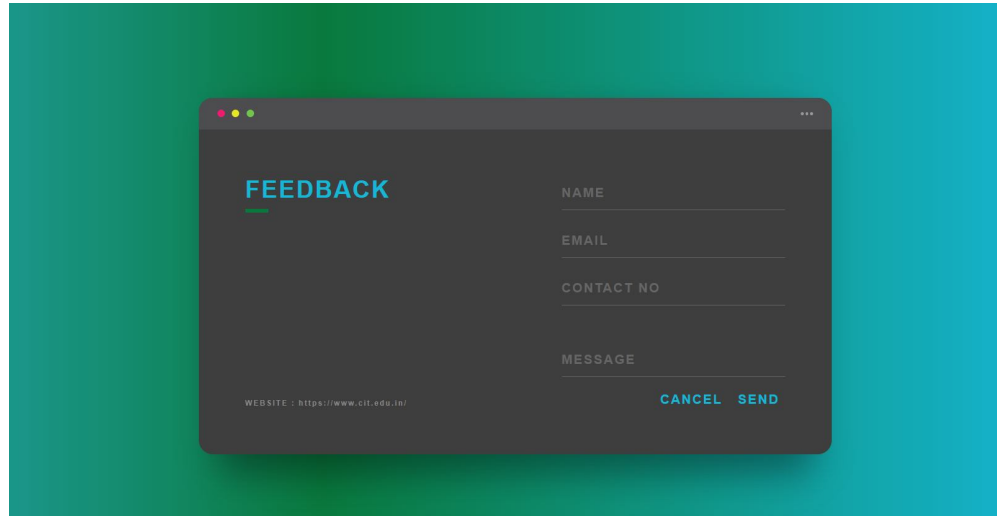 FEEDBACK
NAME
EMAIL
CONTACT NO
MESSAGE
CANCEL SEND
WEBSITE : https://www.cit.edu.in/